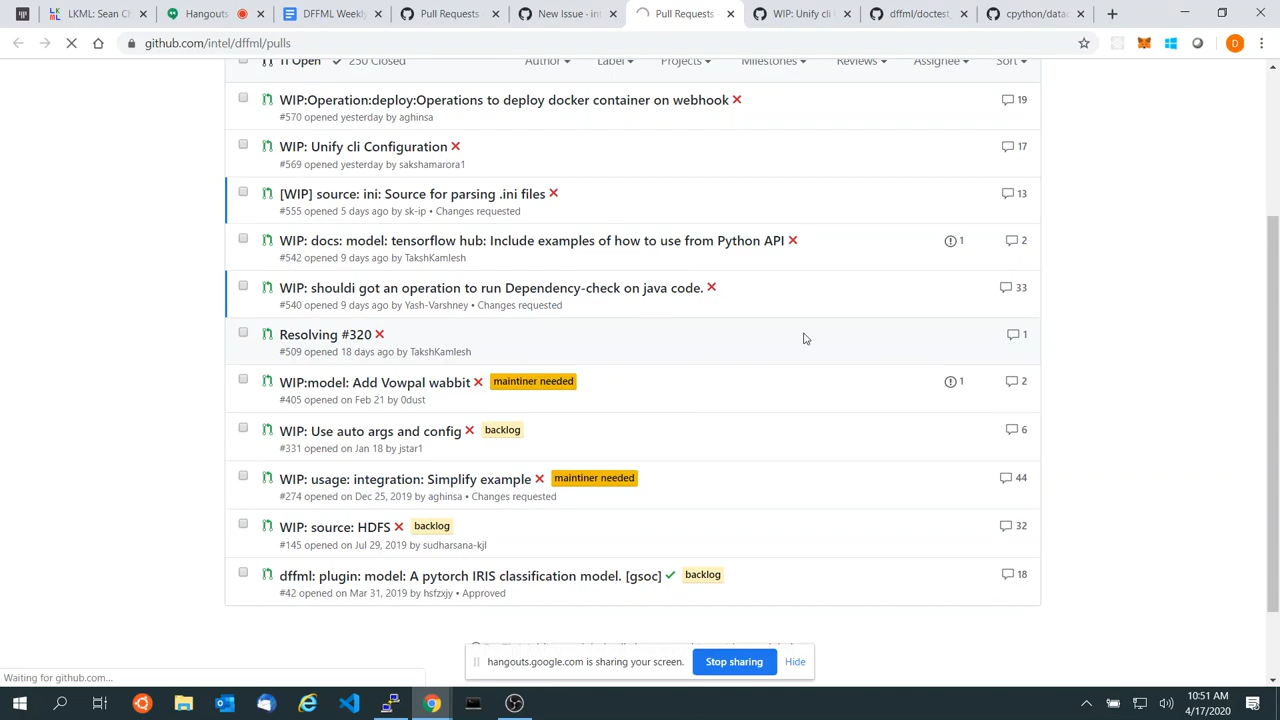 LKML: Sean Ch
Hangouts
DFFML Weekly
Pull Requests
New Issue · int
Pull Requests
WIP: Unify cli
dffml/doctest
cpython/datac
github.com/intel/dffml/pulls
D
11 Open 250 Closed Author Label Projects Milestones Reviews Assignee Sort
WIP:Operation:deploy:Operations to deploy docker container on webhook 19
#570 opened yesterday by aghinsa
WIP: Unify cli Configuration 17
#569 opened yesterday by sakshamarora1
[WIP] source: ini: Source for parsing .ini files 13
#555 opened 5 days ago by sk-ip • Changes requested
WIP: docs: model: tensorflow hub: Include examples of how to use from Python API 1 2
#542 opened 9 days ago by TakshKamlesh
WIP: shouldi got an operation to run Dependency-check on java code. 33
#540 opened 9 days ago by Yash-Varshney • Changes requested
Resolving #320 1
#509 opened 18 days ago by TakshKamlesh
WIP:model: Add Vowpal wabbit maintiner needed 1 2
#405 opened on Feb 21 by 0dust
WIP: Use auto args and config backlog 6
#331 opened on Jan 18 by jstar1
WIP: usage: integration: Simplify example maintiner needed 44
#274 opened on Dec 25, 2019 by aghinsa • Changes requested
WIP: source: HDFS backlog 32
#145 opened on Jul 29, 2019 by sudharsana-kjl
dffml: plugin: model: A pytorch IRIS classification model. [gsoc] backlog 18
#42 opened on Mar 31, 2019 by hsfzxjy • Approved
hangouts.google.com is sharing your screen. Stop sharing Hide
Waiting for github.com...
10:51 AM
4/17/2020